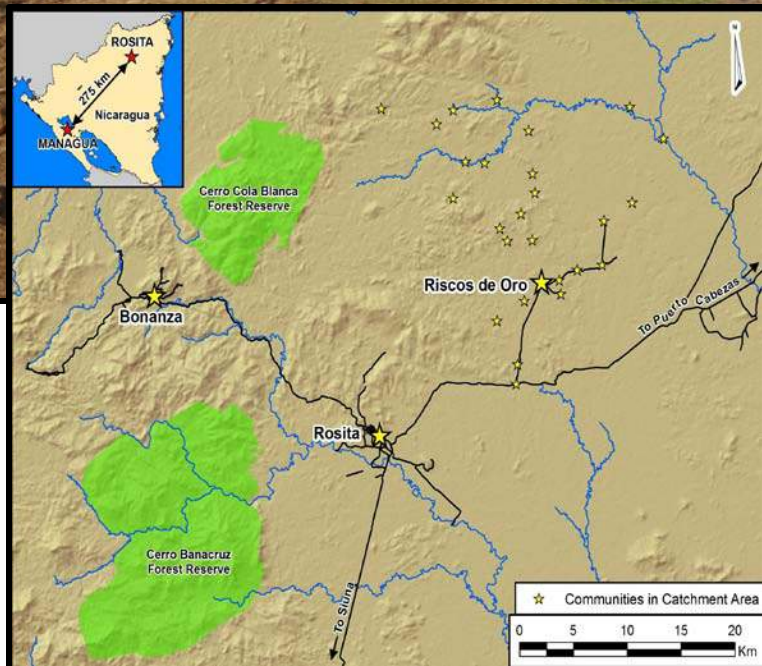 ROSITA
275 km
Nicaragua
MANAGUA
N
Cerro Cola Blanca
Forest Reserve
Riscos de Oro
Bonanza
To Puerto Cabezas
Rosita
Cerro Banacruz
Forest Reserve
To Siuna
Communities in Catchment Area
0 5 10 15 20
Km